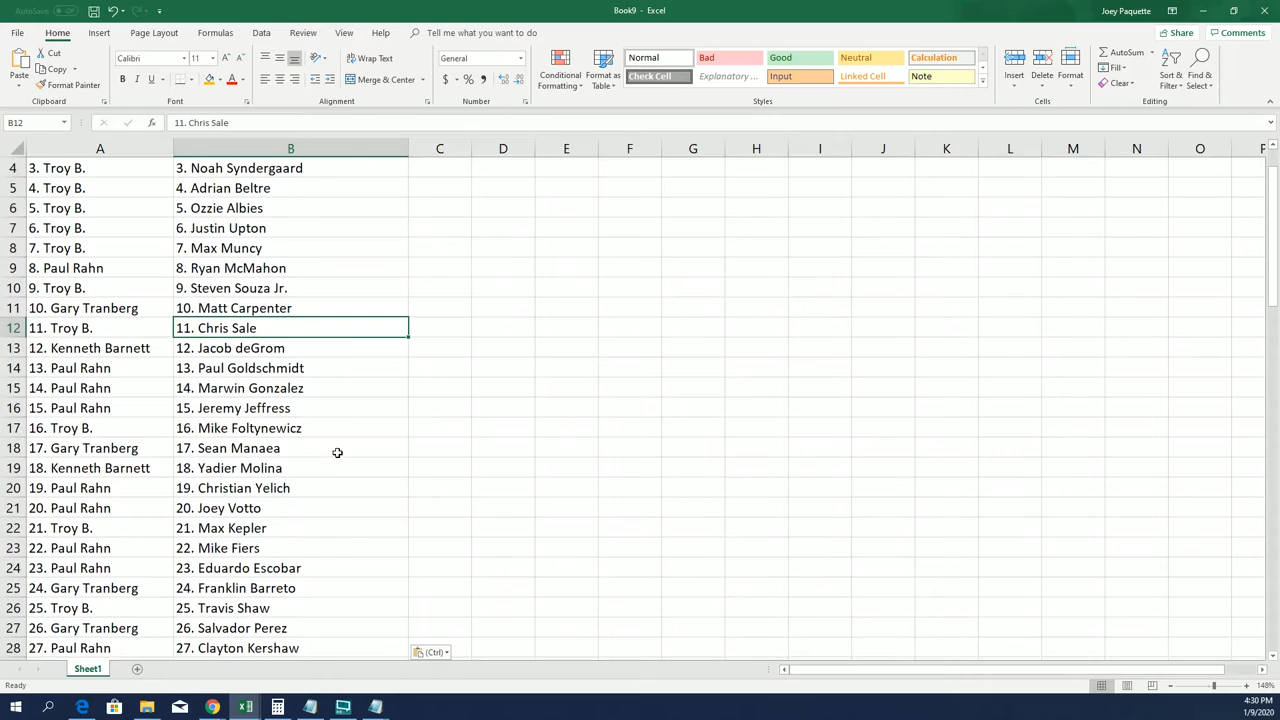 AutoSave Off
Book9 - Excel
Joey Paquette
File Home Insert Page Layout Formulas Data Review View Help Tell me what you want to do
Share Comments
Paste
Cut
Copy
Format Painter
Clipboard
Calibri 11
B I U
Font
Wrap Text
Merge & Center
Alignment
General
$ % ,
Number
Conditional Formatting
Format as Table
Normal Bad Good Neutral Calculation
Check Cell Explanatory ... Input Linked Cell Note
Styles
Insert Delete Format
Cells
AutoSum
Fill
Clear
Sort & Filter
Find & Select
Editing
B12 fx 11. Chris Sale
A B C D E F G H I J K L M N O P
4 3. Troy B. 3. Noah Syndergaard
5 4. Troy B. 4. Adrian Beltre
6 5. Troy B. 5. Ozzie Albies
7 6. Troy B. 6. Justin Upton
8 7. Troy B. 7. Max Muncy
9 8. Paul Rahn 8. Ryan McMahon
10 9. Troy B. 9. Steven Souza Jr.
11 10. Gary Tranberg 10. Matt Carpenter
12 11. Troy B. 11. Chris Sale
13 12. Kenneth Barnett 12. Jacob deGrom
14 13. Paul Rahn 13. Paul Goldschmidt
15 14. Paul Rahn 14. Marwin Gonzalez
16 15. Paul Rahn 15. Jeremy Jeffress
17 16. Troy B. 16. Mike Foltynewicz
18 17. Gary Tranberg 17. Sean Manaea
19 18. Kenneth Barnett 18. Yadier Molina
20 19. Paul Rahn 19. Christian Yelich
21 20. Paul Rahn 20. Joey Votto
22 21. Troy B. 21. Max Kepler
23 22. Paul Rahn 22. Mike Fiers
24 23. Paul Rahn 23. Eduardo Escobar
25 24. Gary Tranberg 24. Franklin Barreto
26 25. Troy B. 25. Travis Shaw
27 26. Gary Tranberg 26. Salvador Perez
28 27. Paul Rahn 27. Clayton Kershaw
(Ctrl)
Sheet1
Ready
148%
4:30 PM
1/9/2020